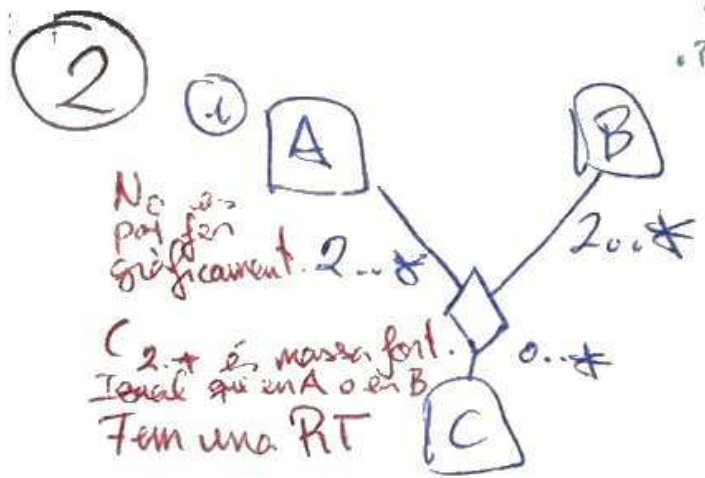 2
i
A
B
No es
pot fer
gràficament.
2..*
2..*
C 2..* és massa fort.
0..*
Igual que en A o en B
Fem una RT
C